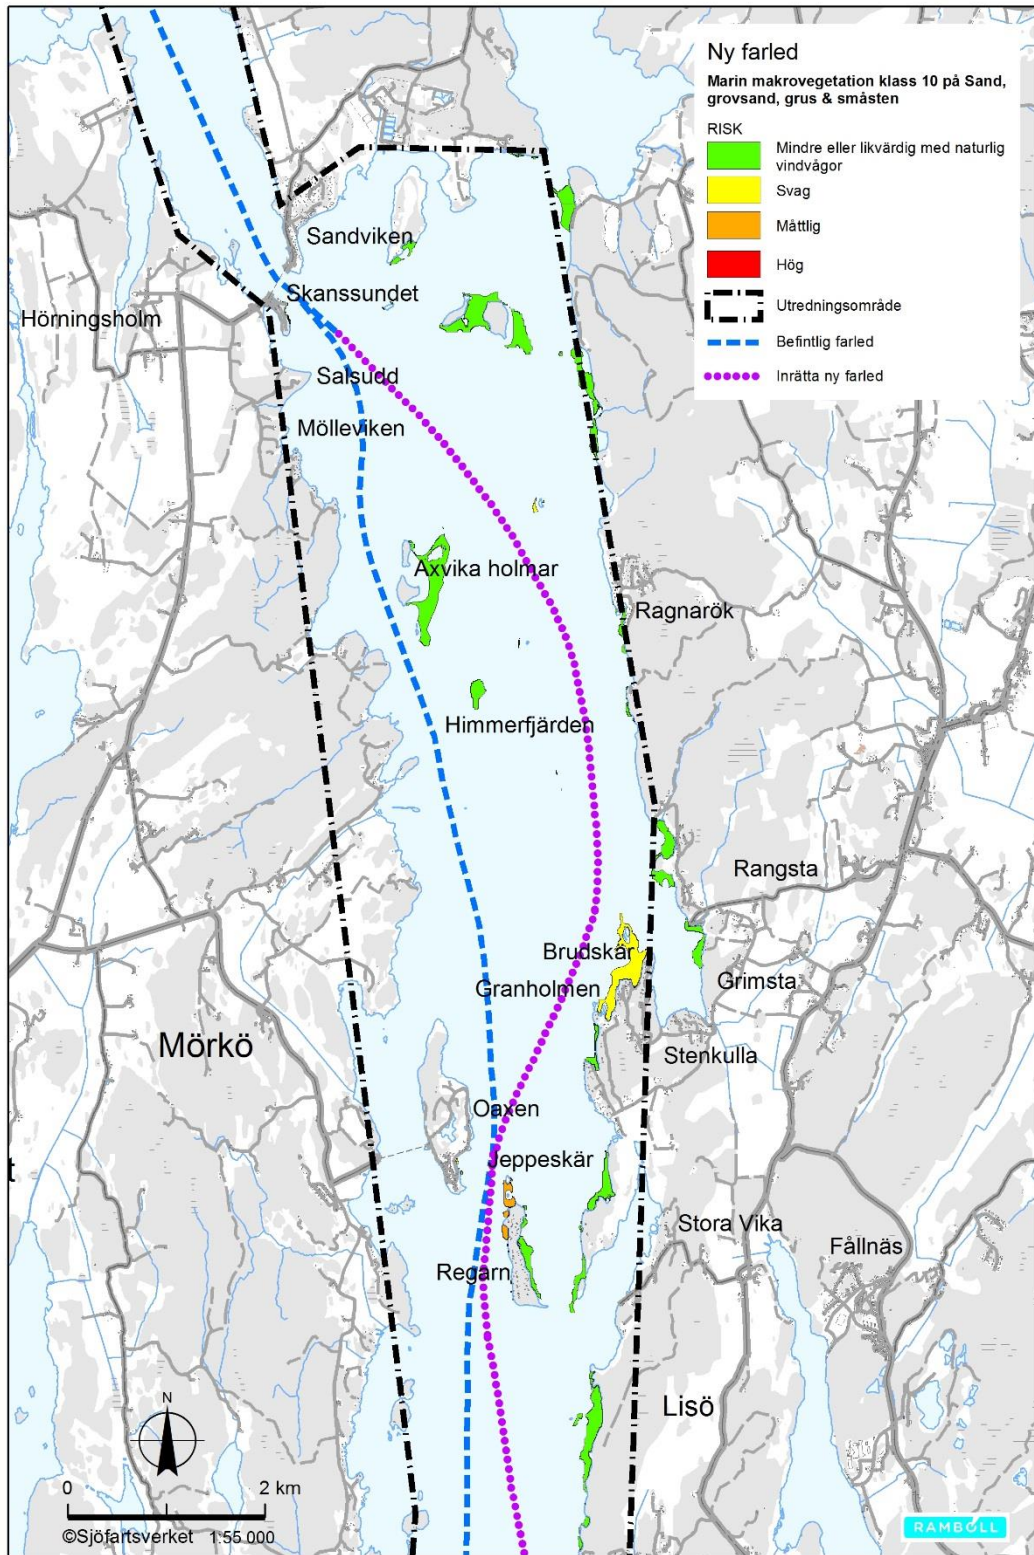 Ny farled
Marin makrovegetation klass 10 på Sand,
grovsand, grus & småsten
RISK
Mindre eller likvärdig med naturlig
vindvågor
Svag
Måttlig
Hög
Utredningsområde
Befintlig farled
Inrätta ny farled
Sandviken
Skanssundet
Hörningsholm
Salsudd
Mölleviken
Axvika holmar
Ragnarök
Himmerfjärden
Rangsta
Brudskär
Grimsta
Granholmen
Mörkö
Stenkulla
Oaxen
Jeppeskär
t
Stora Vika
Fållnäs
Regarn
Lisö
N
0 2 km
©Sjöfartsverket 1:55 000
RAMBOLL